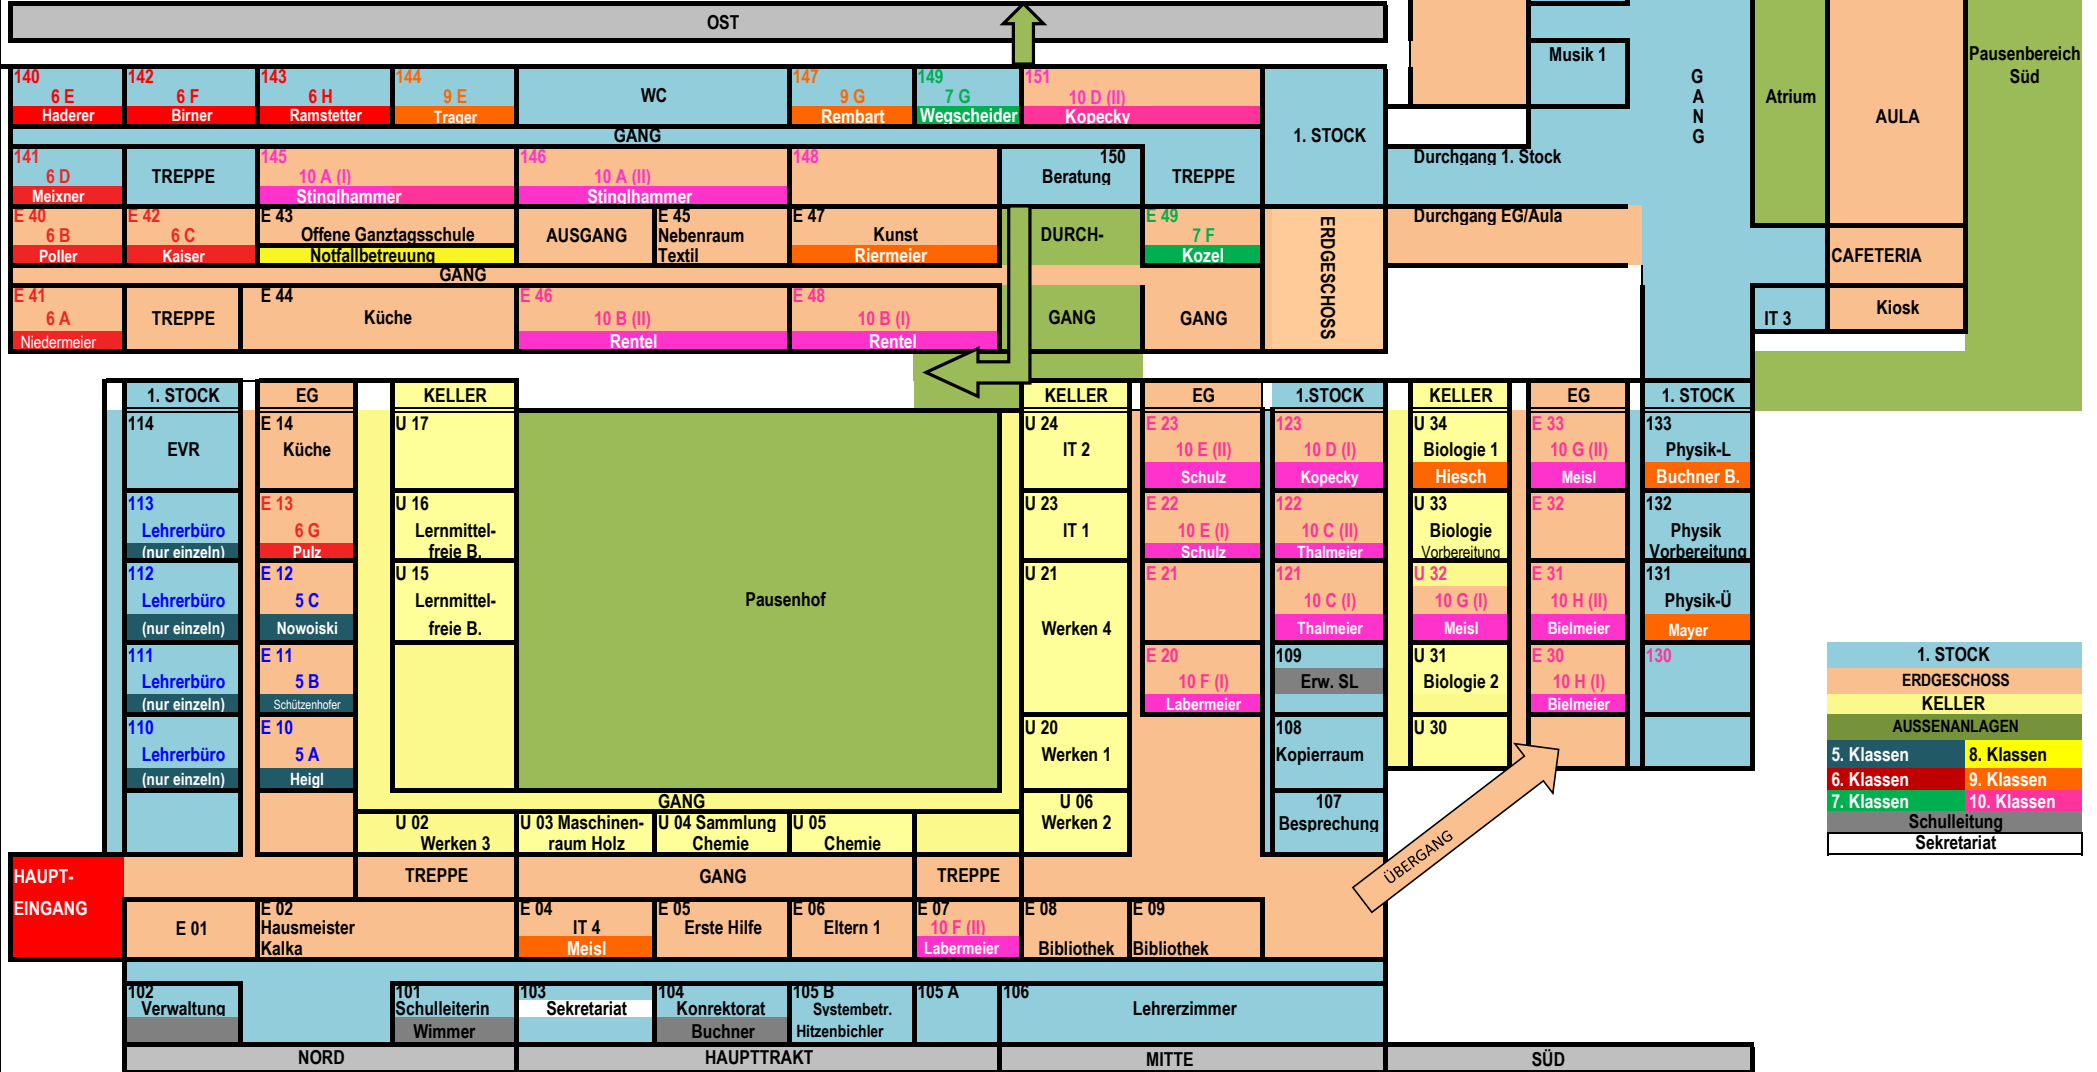 OST
140
6 E
Haderer
142
6 F
Birner
143
6 H
Ramstetter
144
9 E
Trager
WC
147
9 G
Rembart
149
7 G
Wegscheider
151
10 D (II)
Kopecky
GANG
1. STOCK
141
6 D
Meixner
TREPPE
145
10 A (I)
Stinglhammer
146
10 A (II)
Stinglhammer
148
150
Beratung
TREPPE
Musik 1
G
A
N
G
Atrium
AULA
Pausenbereich
Süd
Durchgang 1. Stock
E 40
6 B
Poller
E 42
6 C
Kaiser
E 43
Offene Ganztagsschule
Notfallbetreuung
AUSGANG
E 45
Nebenraum
Textil
E 47
Kunst
Riermeier
DURCH-
E 49
7 F
Kozel
ERDGESCHOSS
Durchgang EG/Aula
CAFETERIA
GANG
E 41
6 A
Niedermeier
TREPPE
E 44
Küche
E 46
10 B (II)
Rentel
E 48
10 B (I)
Rentel
GANG
GANG
IT 3
Kiosk
1. STOCK
114
EVR
113
Lehrerbüro
(nur einzeln)
112
Lehrerbüro
(nur einzeln)
111
Lehrerbüro
(nur einzeln)
110
Lehrerbüro
(nur einzeln)
EG
E 14
Küche
E 13
6 G
Pulz
E 12
5 C
Nowoiski
E 11
5 B
Schützenhofer
E 10
5 A
Heigl
KELLER
U 17
U 16
Lernmittel-
freie B.
U 15
Lernmittel-
freie B.
Pausenhof
KELLER
U 24
IT 2
U 23
IT 1
U 21
Werken 4
U 20
Werken 1
U 06
Werken 2
EG
E 23
10 E (II)
Schulz
E 22
10 E (I)
Schulz
E 21
E 20
10 F (I)
Labermeier
1.STOCK
123
10 D (I)
Kopecky
122
10 C (II)
Thalmeier
121
10 C (I)
Thalmeier
109
Erw. SL
108
Kopierraum
107
Besprechung
KELLER
U 34
Biologie 1
Hiesch
U 33
Biologie
Vorbereitung
U 32
10 G (I)
Meisl
U 31
Biologie 2
U 30
EG
E 33
10 G (II)
Meisl
E 32
E 31
10 H (II)
Bielmeier
E 30
10 H (I)
Bielmeier
1. STOCK
133
Physik-L
Buchner B.
132
Physik
Vorbereitung
131
Physik-Ü
Mayer
130
1. STOCK
ERDGESCHOSS
KELLER
AUSSENANLAGEN
5. Klassen
8. Klassen
6. Klassen
9. Klassen
7. Klassen
10. Klassen
Schulleitung
Sekretariat
GANG
U 02
Werken 3
U 03 Maschinen-
raum Holz
U 04 Sammlung
Chemie
U 05
Chemie
ÜBERGANG
HAUPT-
EINGANG
TREPPE
GANG
TREPPE
E 01
E 02
Hausmeister
Kalka
E 04
IT 4
Meisl
E 05
Erste Hilfe
E 06
Eltern 1
E 07
10 F (II)
Labermeier
E 08
Bibliothek
E 09
Bibliothek
102
Verwaltung
101
Schulleiterin
Wimmer
103
Sekretariat
104
Konrektorat
Buchner
105 B
Systembetr.
Hitzenbichler
105 A
106
Lehrerzimmer
NORD
HAUPTTRAKT
MITTE
SÜD